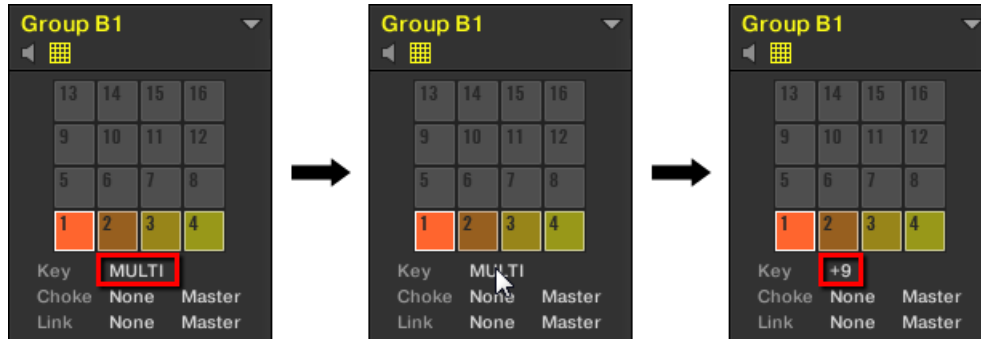 Group B1
13 14 15 16
9 10 11 12
5 6 7 8
1 2 3 4
Key MULTI
Choke None Master
Link None Master
Group B1
13 14 15 16
9 10 11 12
5 6 7 8
1 2 3 4
Key MULTI
Choke None Master
Link None Master
Group B1
13 14 15 16
9 10 11 12
5 6 7 8
1 2 3 4
Key +9
Choke None Master
Link None Master